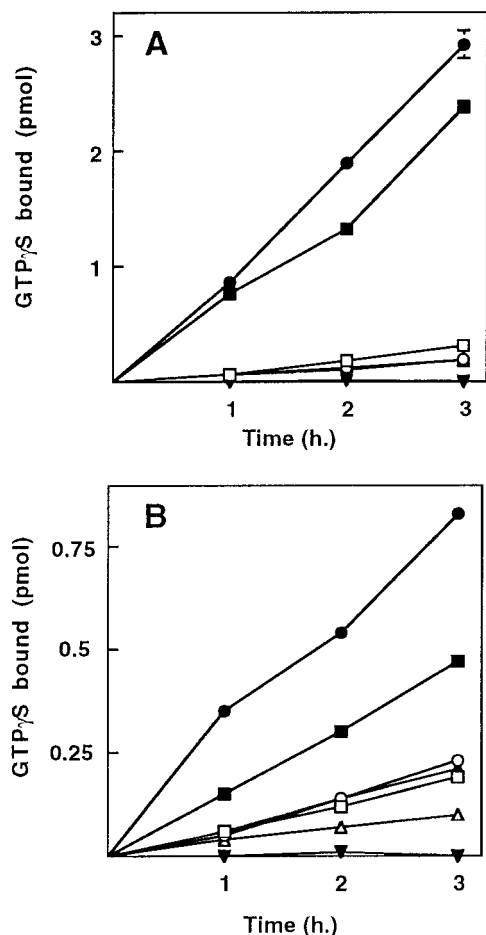 A
3
2
1
GTPγS bound (pmol)
1 2 3
Time (h.)
B
0.75
0.5
0.25
GTPγS bound (pmol)
1 2 3
Time (h.)